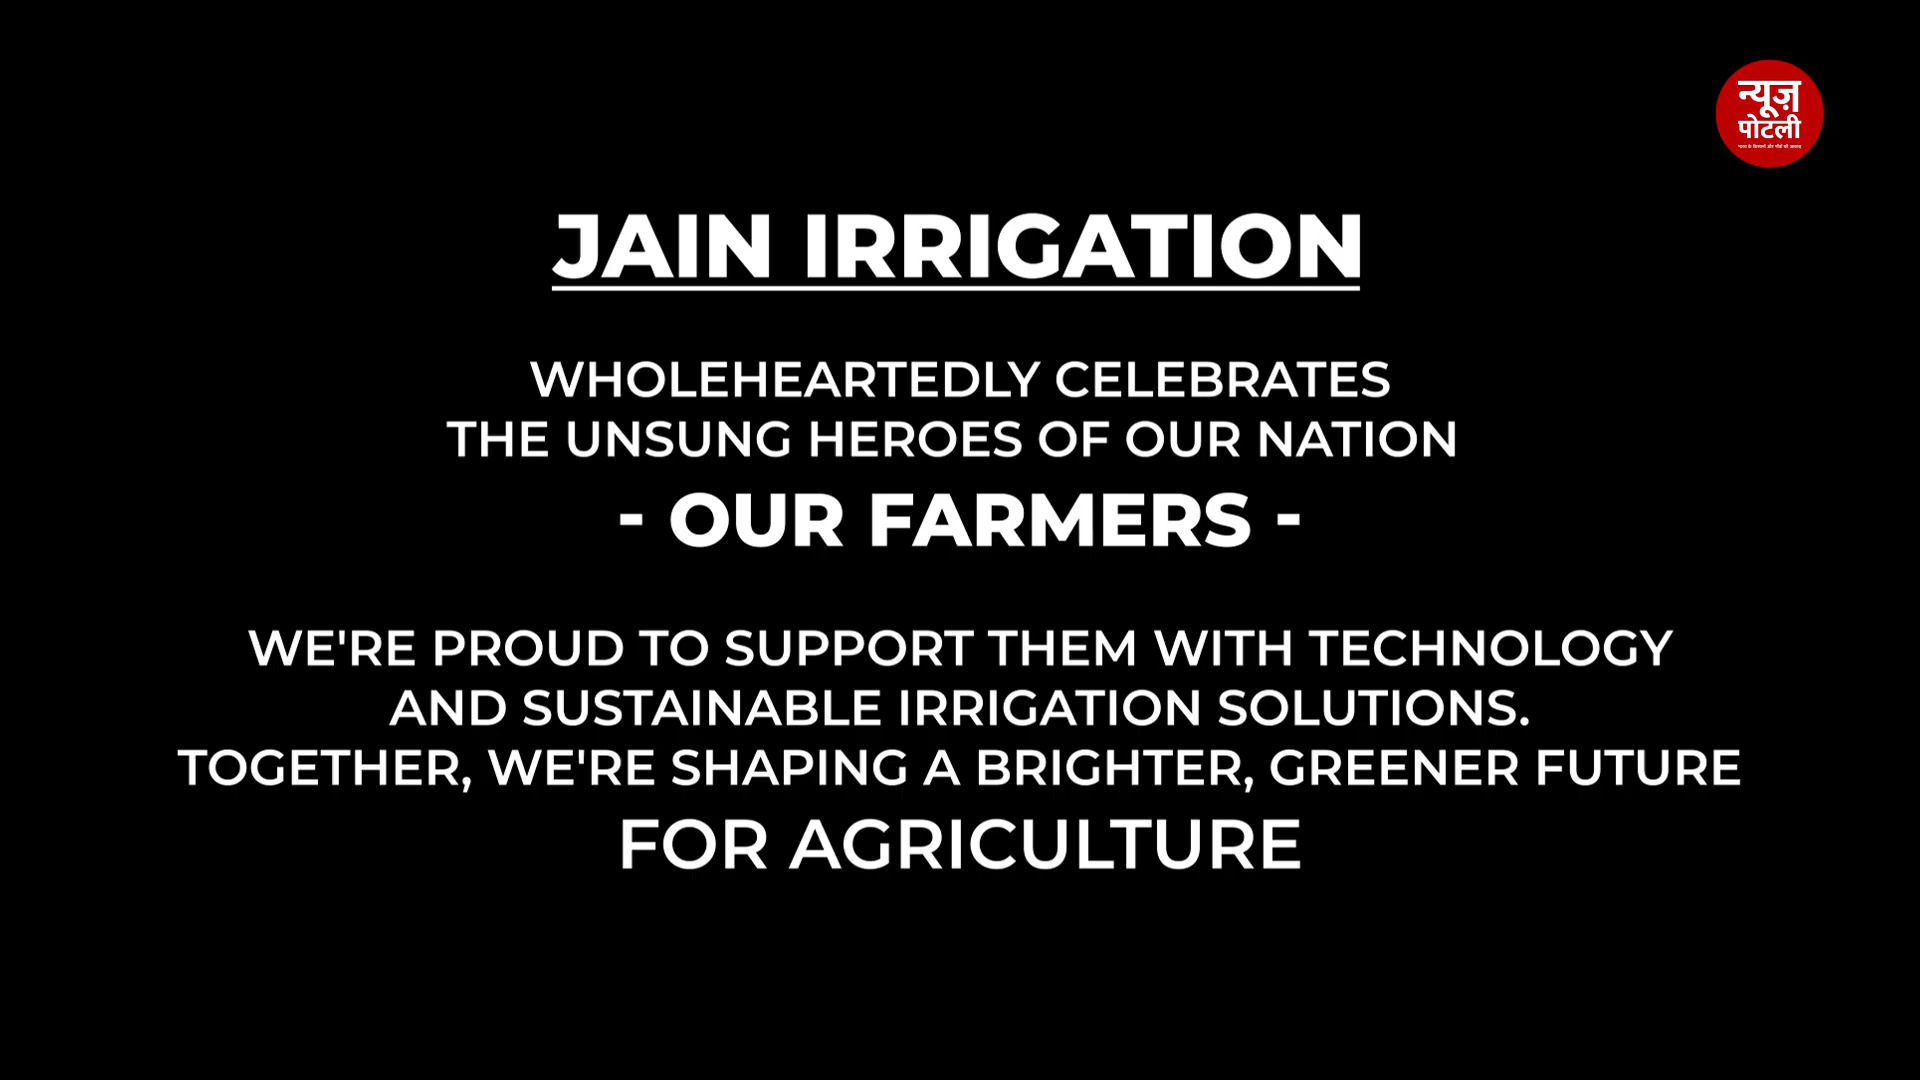 न्यूज़
पोटली
JAIN IRRIGATION
WHOLEHEARTEDLY CELEBRATES
THE UNSUNG HEROES OF OUR NATION
- OUR FARMERS -
WE'RE PROUD TO SUPPORT THEM WITH TECHNOLOGY
AND SUSTAINABLE IRRIGATION SOLUTIONS.
TOGETHER, WE'RE SHAPING A BRIGHTER, GREENER FUTURE
FOR AGRICULTURE